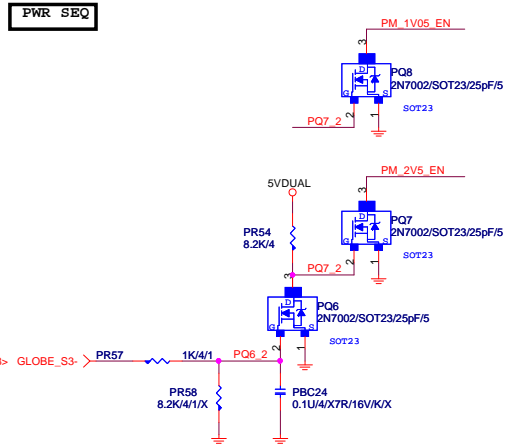 PWR SEQ
PM_1V05_EN
3
D
PQ8
2N7002/SOT23/25pF/5
G
S
SOT23
2
1
PQ7_2
PM_2V5_EN
5VDUAL
3
D
PQ7
2N7002/SOT23/25pF/5
G
S
SOT23
PR54
8.2K/4
2
1
PQ7_2
3
D
PQ6
2N7002/SOT23/25pF/5
G
S
SOT23
2
1
> GLOBE_S3-
PR57
1K/4/1
PQ6_2
PR58
8.2K/4/1/X
PBC24
0.1U/4/X7R/16V/K/X